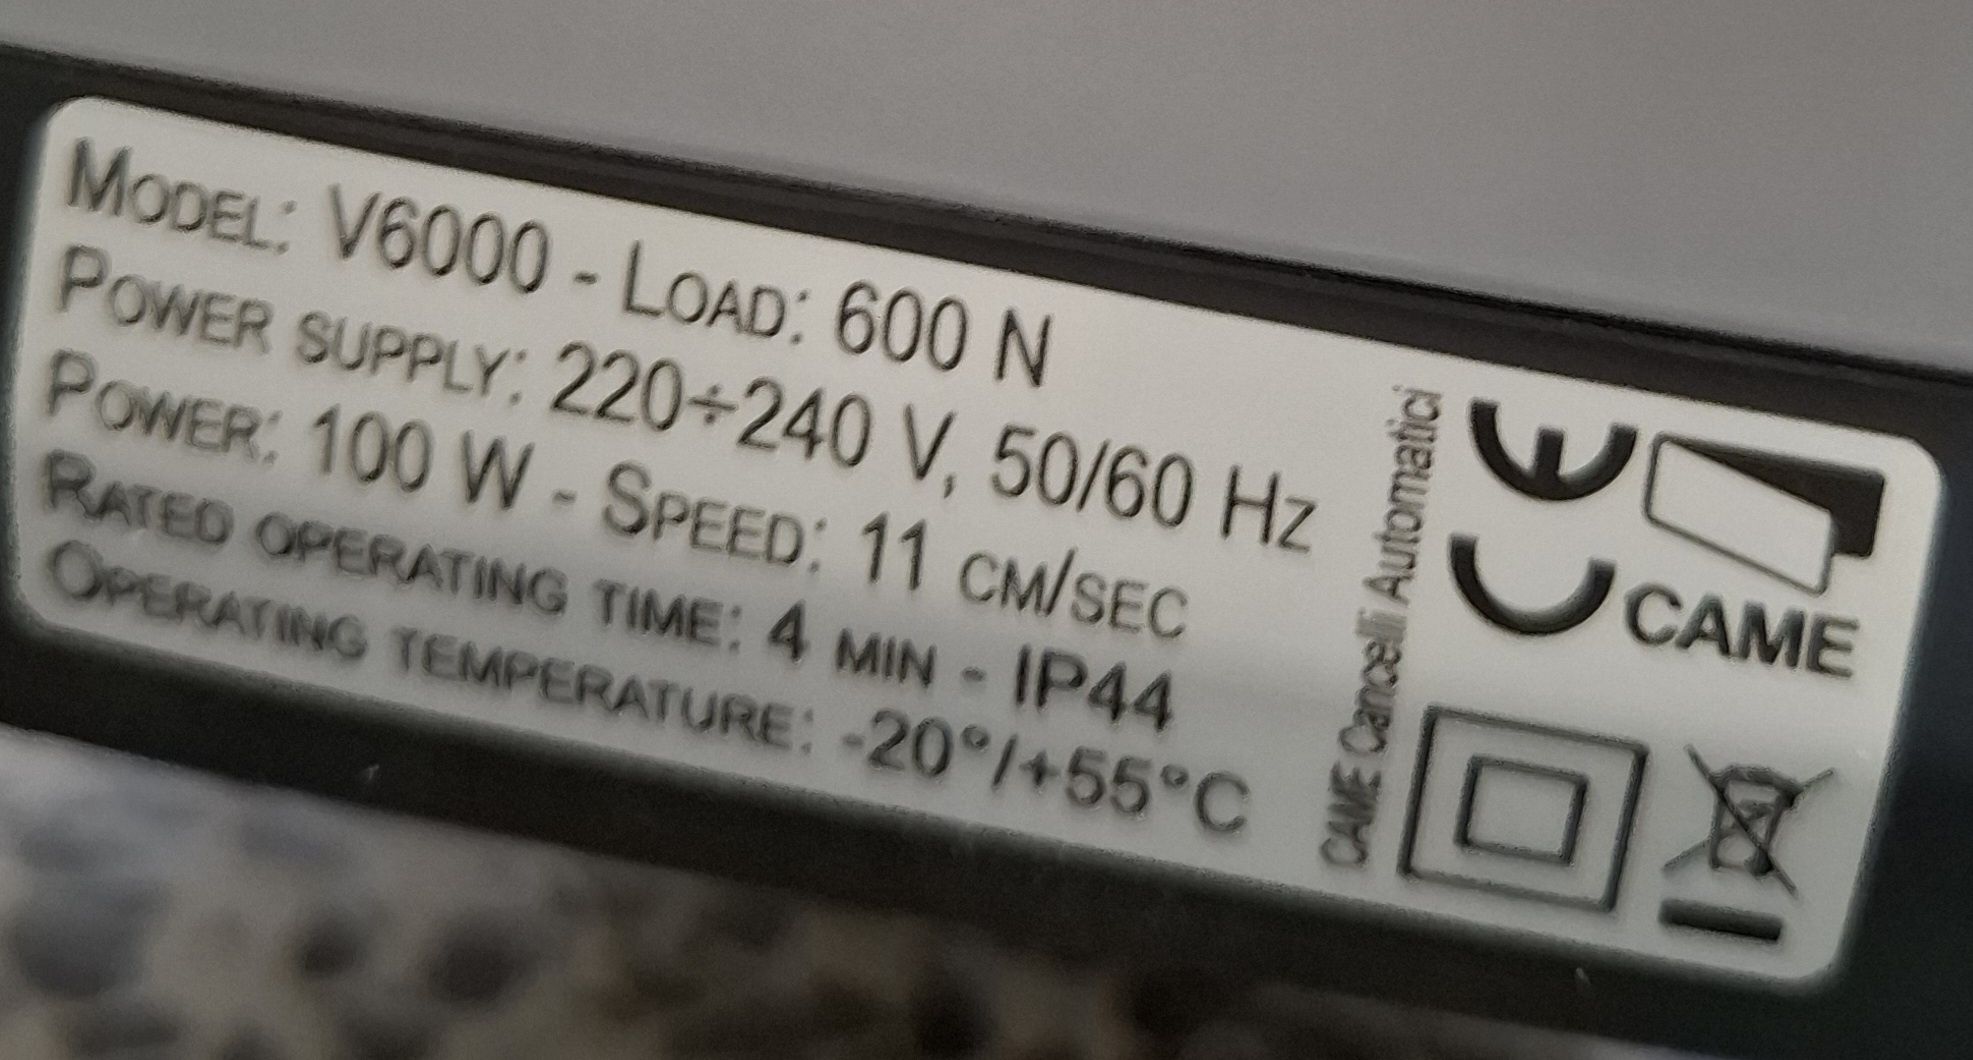 MODEL: V6000 - LOAD: 600 N
POWER SUPPLY: 220÷240 V, 50/60 Hz
POWER: 100 W - SPEED: 11 CM/SEC
RATED OPERATING TIME: 4 MIN - IP44
OPERATING TEMPERATURE: -20°/+55°C
CAME Cancelli Automatici
CE
CAME